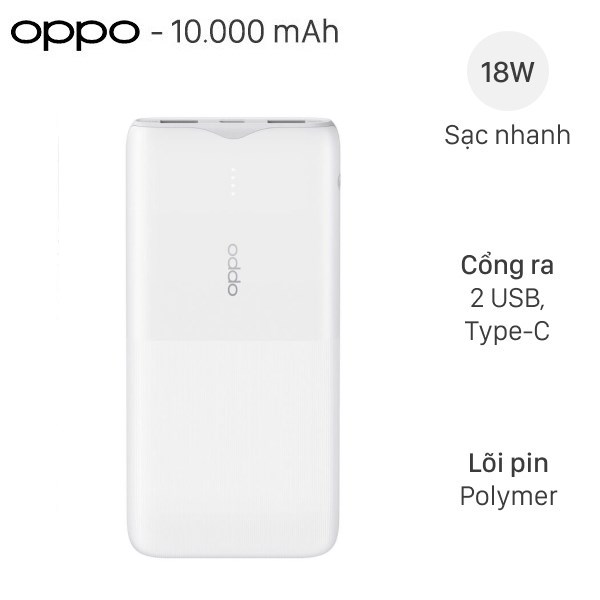 oppo - 10.000 mAh
18W
Sạc nhanh
oppo
Cổng ra
2 USB,
Type-C
Lõi pin
Polymer